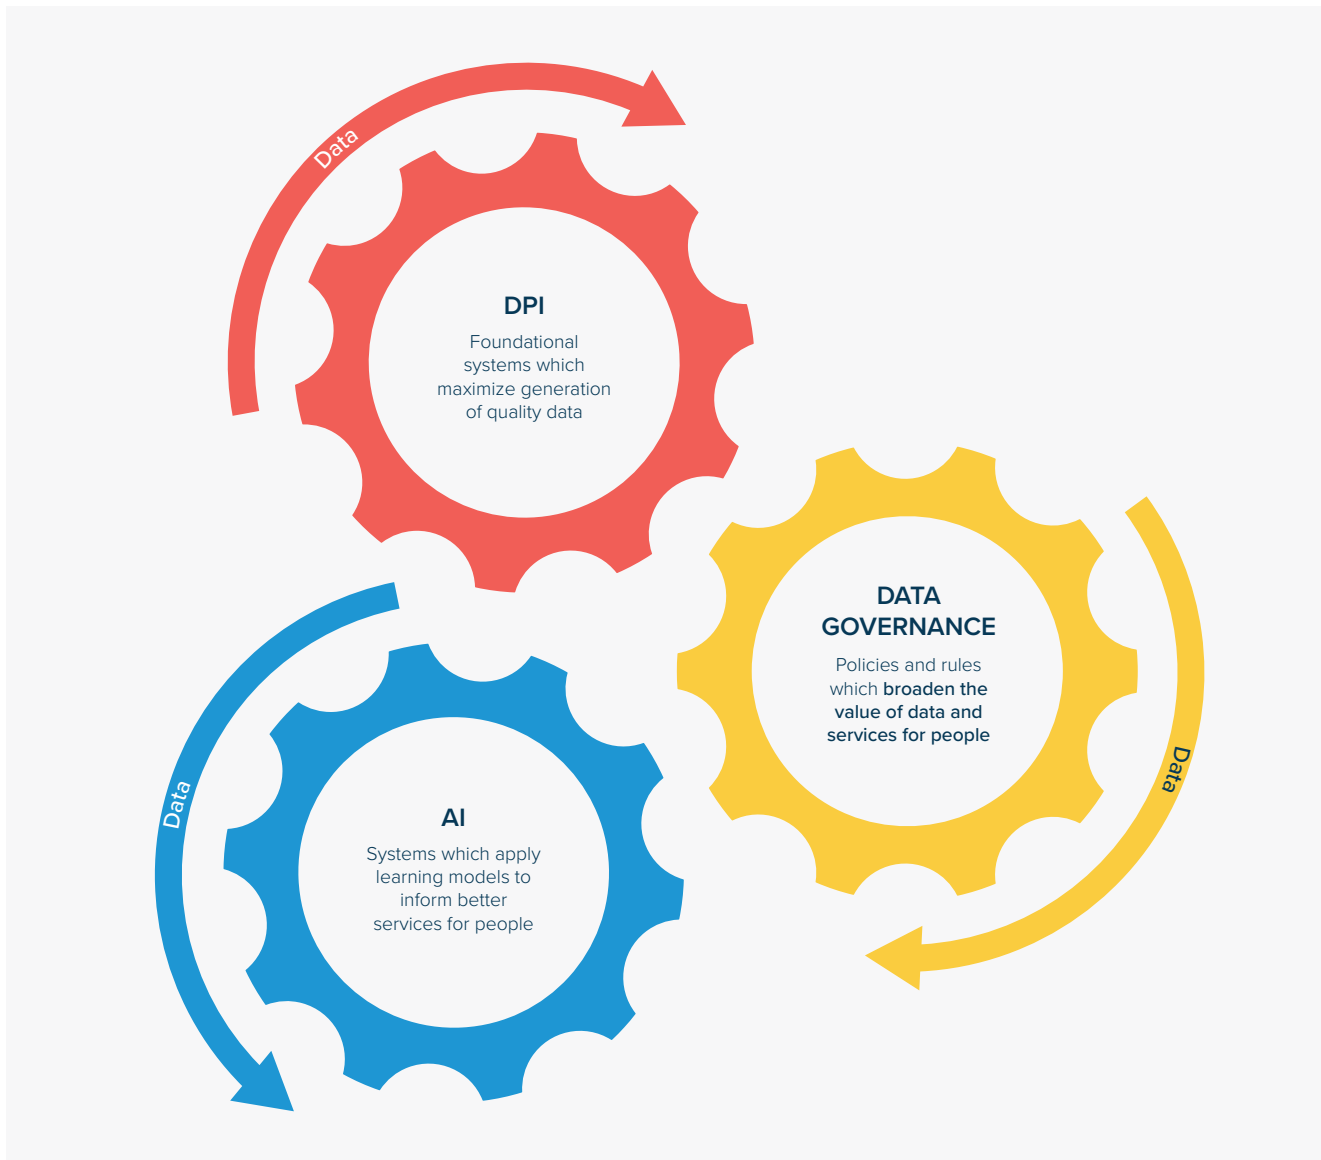 Data
DPI
Foundational
systems which
maximize generation
of quality data
DATA
GOVERNANCE
Policies and rules
which broaden the
value of data and
services for people
Data
Data
AI
Systems which apply
learning models to
inform better
services for people